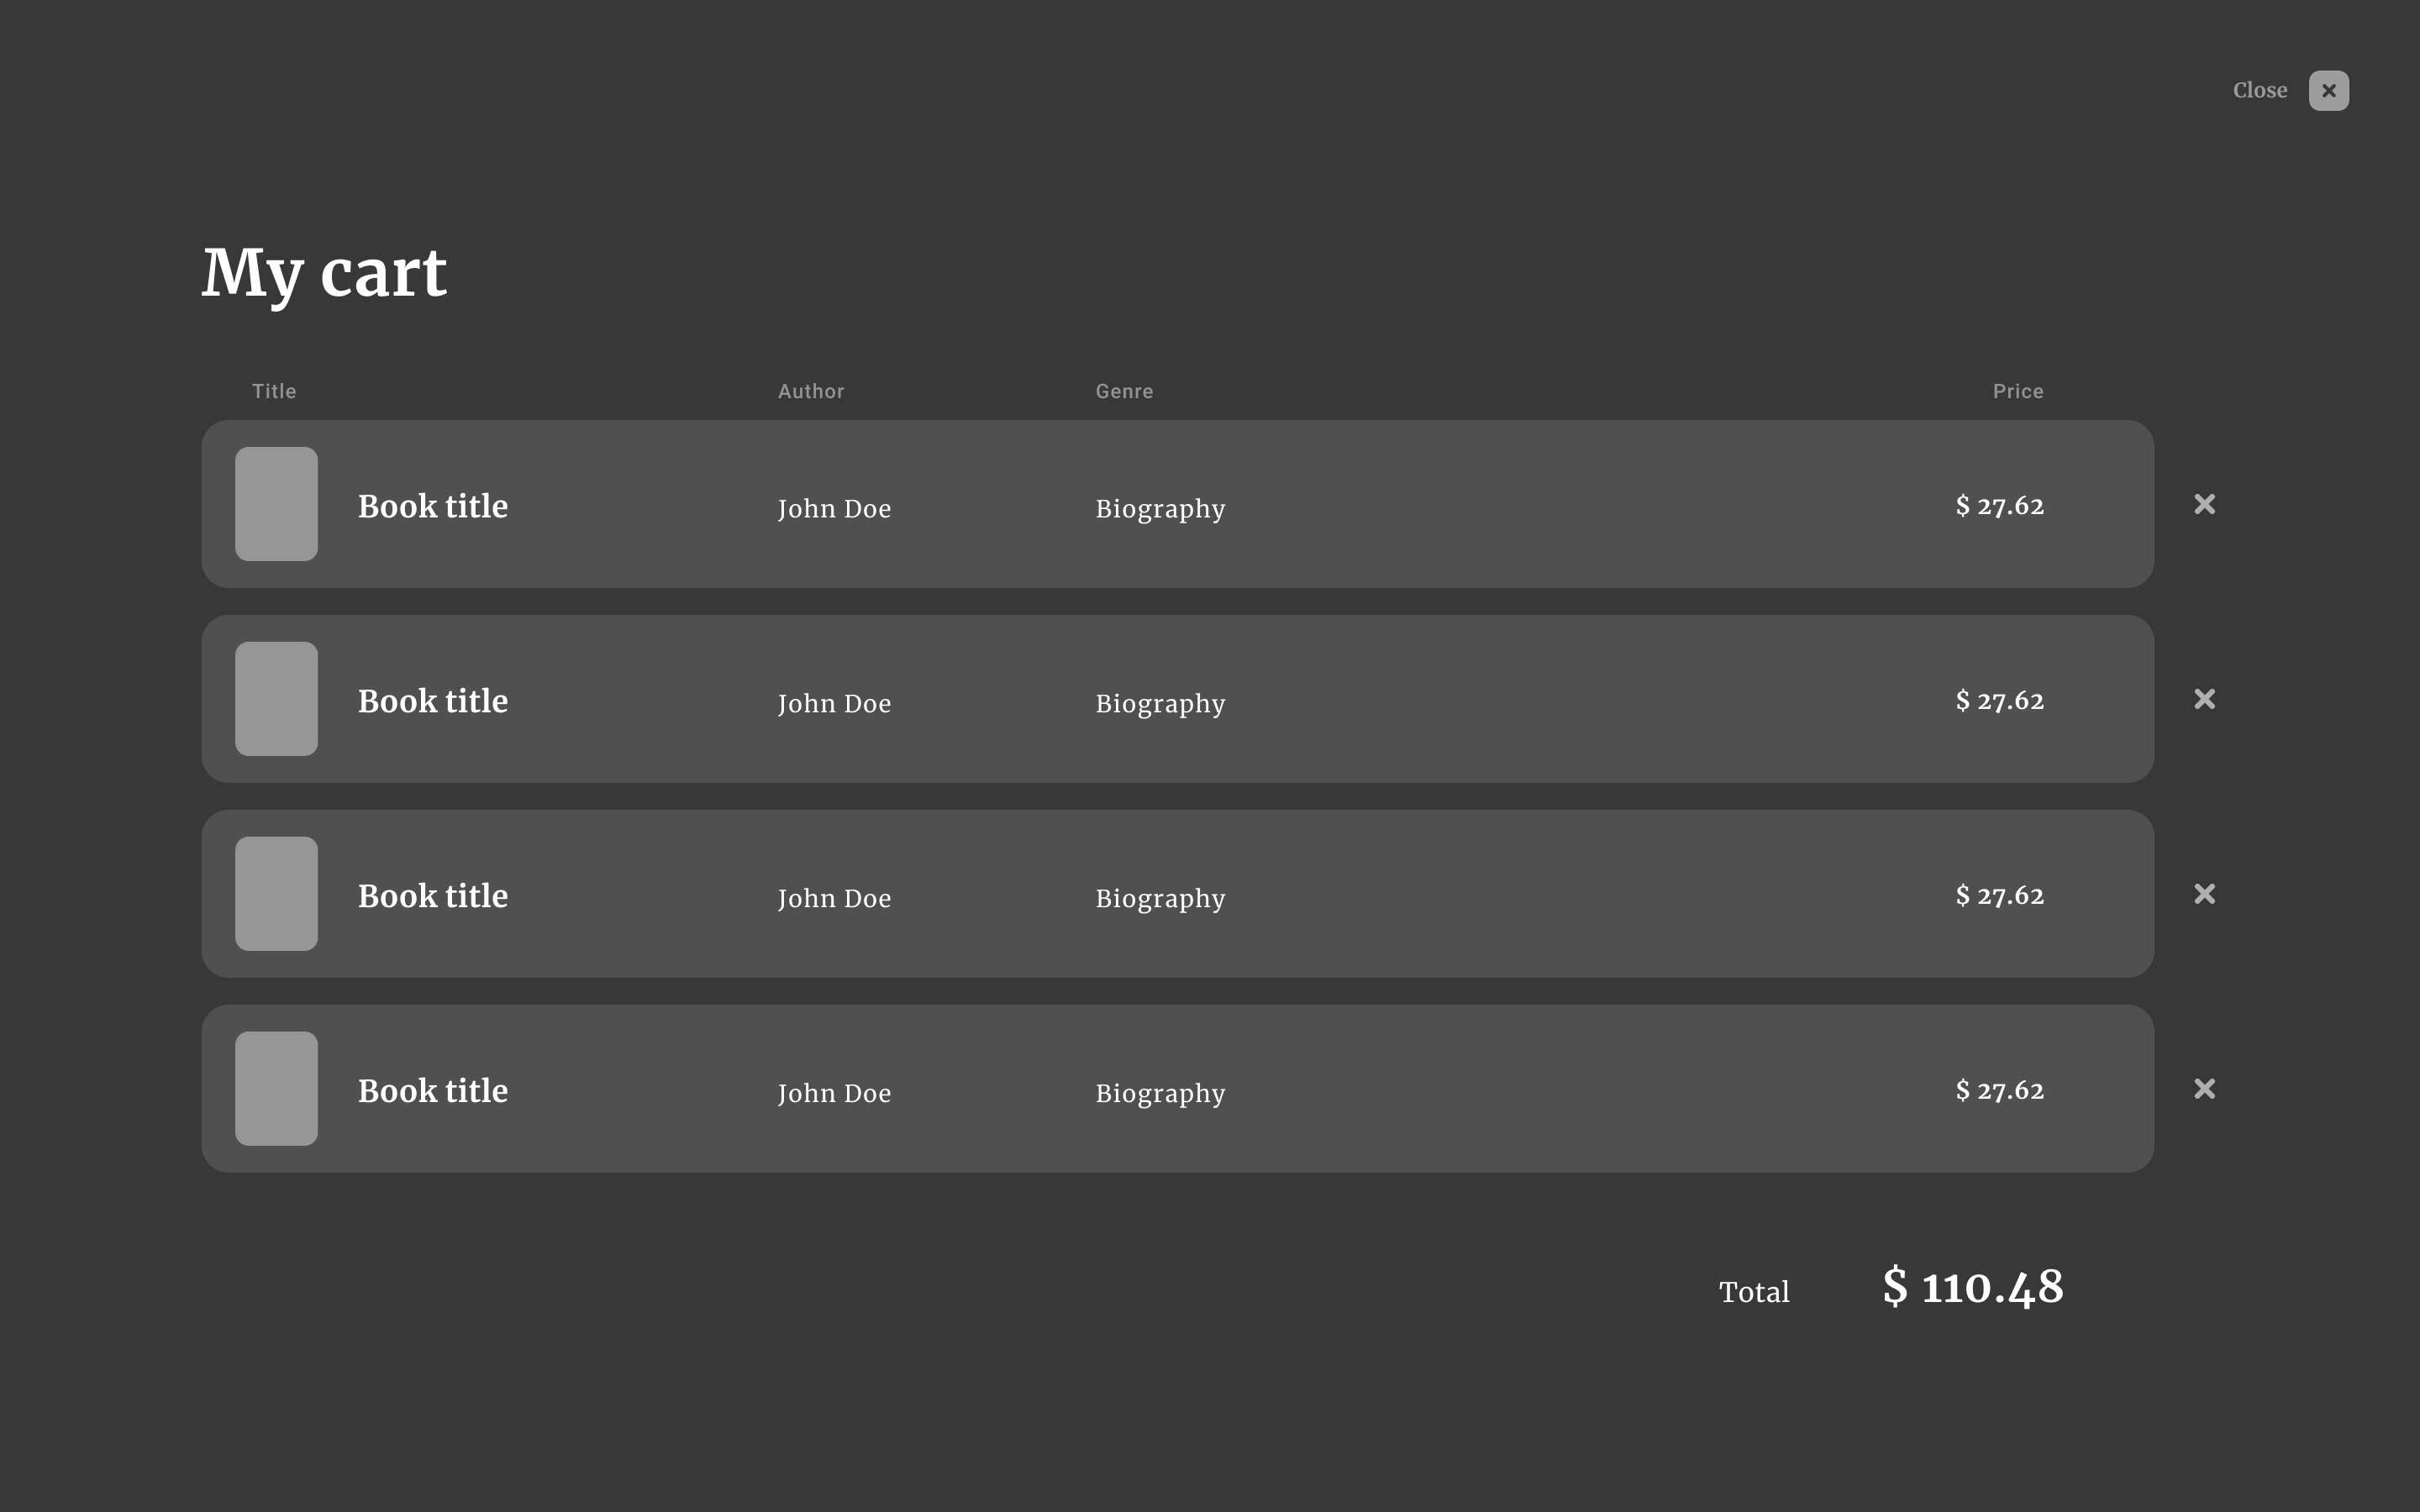 Close
My cart
Title Author Genre Price
Book title John Doe Biography $ 27.62
Book title John Doe Biography $ 27.62
Book title John Doe Biography $ 27.62
Book title John Doe Biography $ 27.62
Total $ 110.48